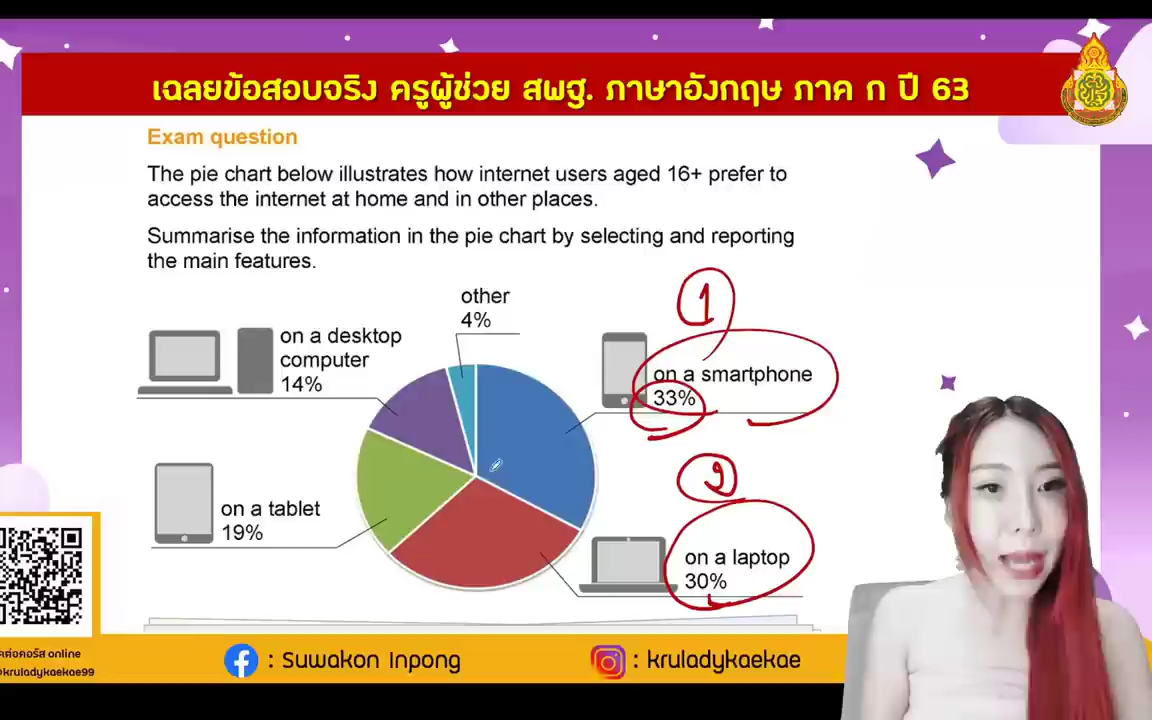 เฉลยข้อสอบจริง ครูผู้ช่วย สพฐ. ภาษาอังกฤษ ภาค ก ปี 63
Exam question
The pie chart below illustrates how internet users aged 16+ prefer to
access the internet at home and in other places.
Summarise the information in the pie chart by selecting and reporting
the main features.
other
4%
on a desktop
computer
14%
1
on a smartphone
33%
on a tablet
19%
on a laptop
30%
online
kruladykaekae99
: Suwakon Inpong
: kruladykaekae